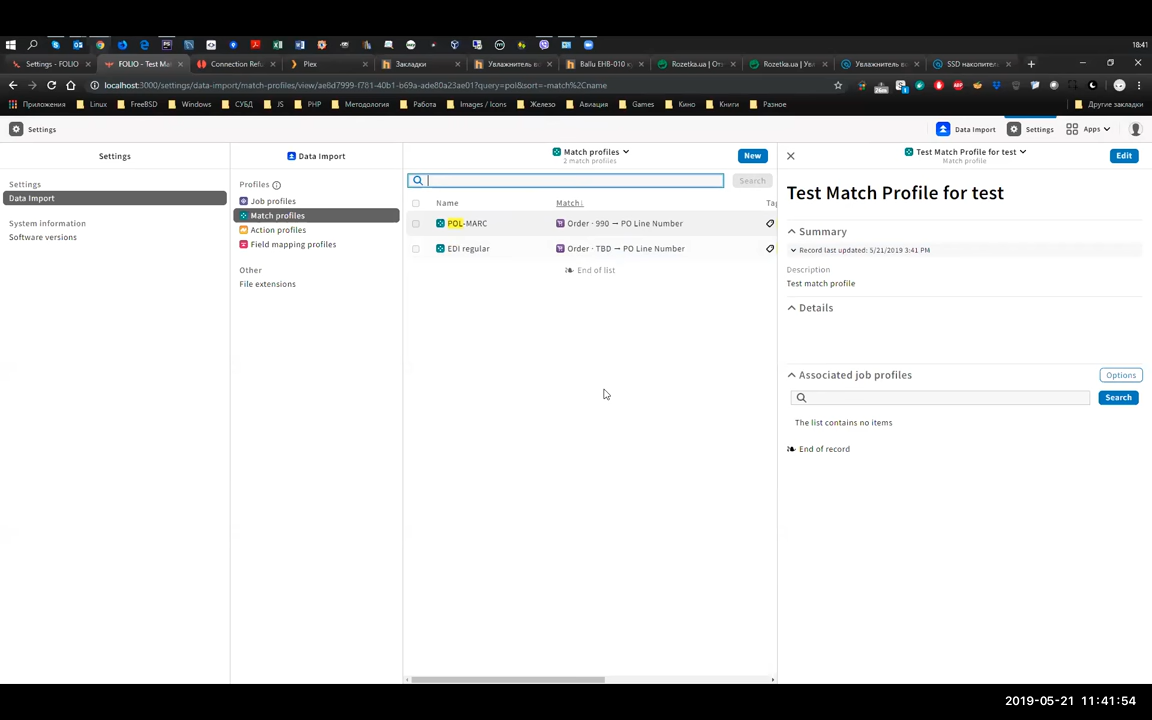 18:41
Settings - FOLIO
FOLIO - Test Ma
Connection Refu
Plex
Закладки
Увлажнитель во
Ballu EHB-010 ку
Rozetka.ua | От
Rozetka.ua | Ув
Увлажнитель во
SSD накопител
localhost:3000/settings/data-import/match-profiles/view/ae8d7999-f781-40b1-b69a-ade80a23ae01?query=pol&sort=-match%2Cname
Приложения
Linux
FreeBSD
Windows
СУБД
JS
PHP
Методология
Работа
Images / Icons
Железо
Авиация
Games
Кино
Книги
Разное
Другие закладки
Settings
Data Import
Settings
Apps
Settings
Settings
Data Import
System information
Software versions
Data Import
Profiles
Job profiles
Match profiles
Action profiles
Field mapping profiles
Other
File extensions
Match profiles
2 match profiles
New
Search
Name
Match↓
Tag
POL-MARC
Order · 990 → PO Line Number
EDI regular
Order · TBD → PO Line Number
End of list
Test Match Profile for test
Match profile
Edit
Test Match Profile for test
Summary
Record last updated: 5/21/2019 3:41 PM
Description
Test match profile
Details
Associated job profiles
Options
Search
The list contains no items
End of record
2019-05-21 11:41:54